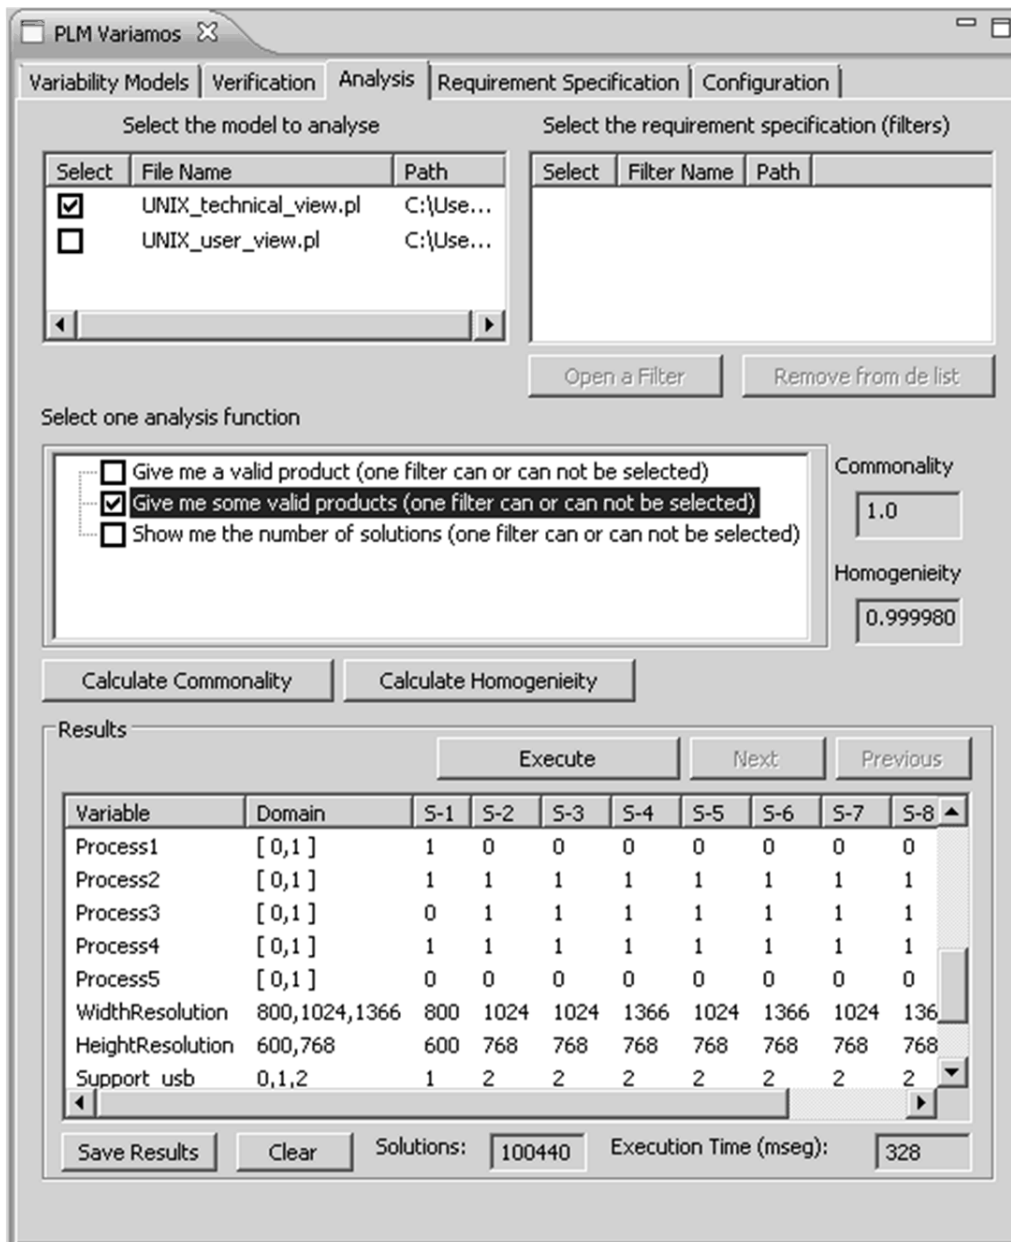 PLM Variamos
Variability Models Verification Analysis Requirement Specification Configuration
Select the model to analyse
Select the requirement specification (filters)
Select File Name Path
Select Filter Name Path
UNIX_technical_view.pl C:\Use...
UNIX_user_view.pl C:\Use...
Open a Filter Remove from de list
Select one analysis function
Give me a valid product (one filter can or can not be selected)
Give me some valid products (one filter can or can not be selected)
Show me the number of solutions (one filter can or can not be selected)
Commonality
1.0
Homogenieity
0.999980
Calculate Commonality Calculate Homogenieity
Results
Execute Next Previous
Variable Domain S-1 S-2 S-3 S-4 S-5 S-6 S-7 S-8
Process1 [ 0,1 ] 1 0 0 0 0 0 0 0
Process2 [ 0,1 ] 1 1 1 1 1 1 1 1
Process3 [ 0,1 ] 0 1 1 1 1 1 1 1
Process4 [ 0,1 ] 1 1 1 1 1 1 1 1
Process5 [ 0,1 ] 0 0 0 0 0 0 0 0
WidthResolution 800,1024,1366 800 1024 1024 1366 1024 1366 1024 136
HeightResolution 600,768 600 768 768 768 768 768 768 768
Support_usb 0,1,2 1 2 2 2 2 2 2 2
Save Results Clear Solutions: 100440 Execution Time (mseg): 328